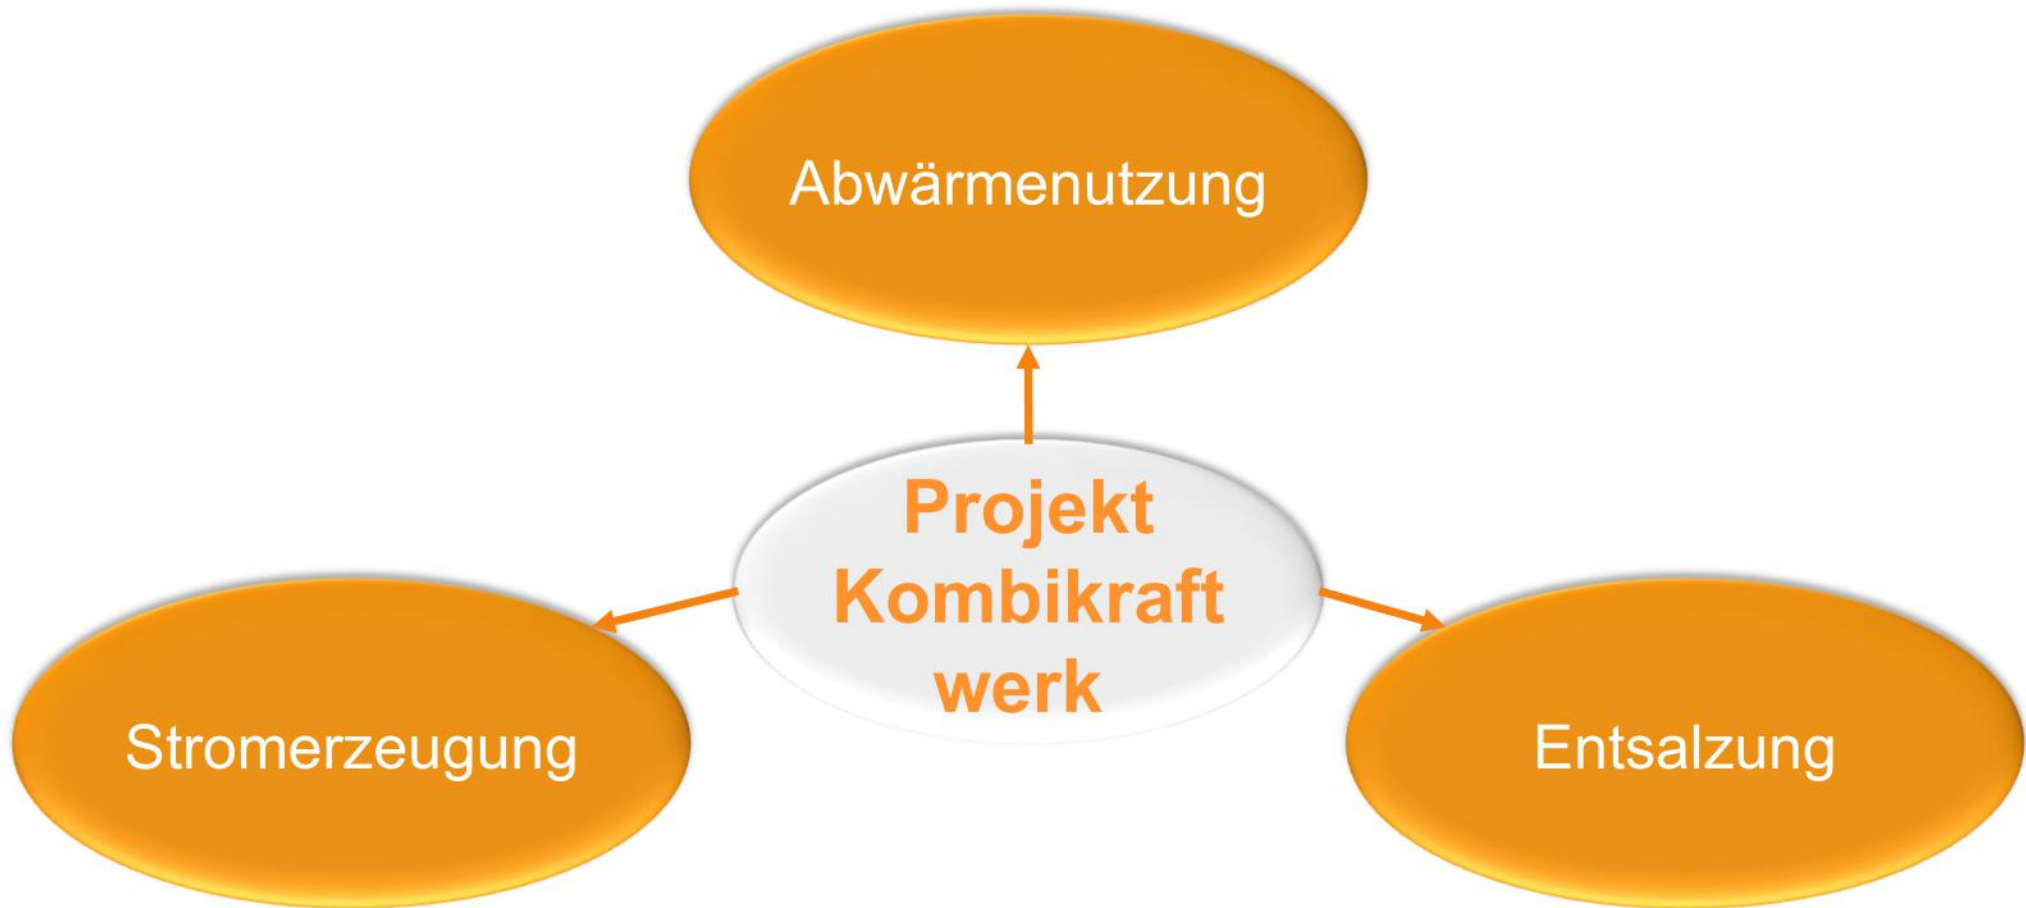 Abwärmenutzung
Projekt
Kombikraft
werk
Stromerzeugung
Entsalzung